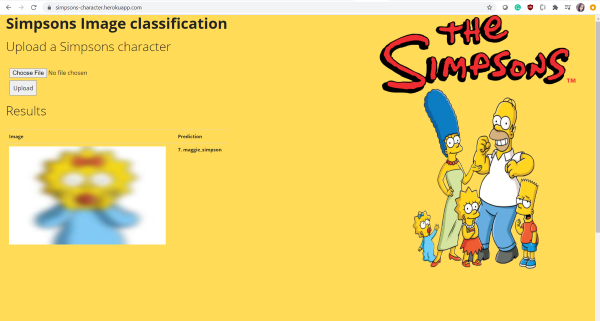 simpsons-character.herokuapp.com
Simpsons Image classification
Upload a Simpsons character
Choose File No file chosen
Upload
Results
Image Prediction
7. maggie_simpson
THE
SIMPSONS
TM